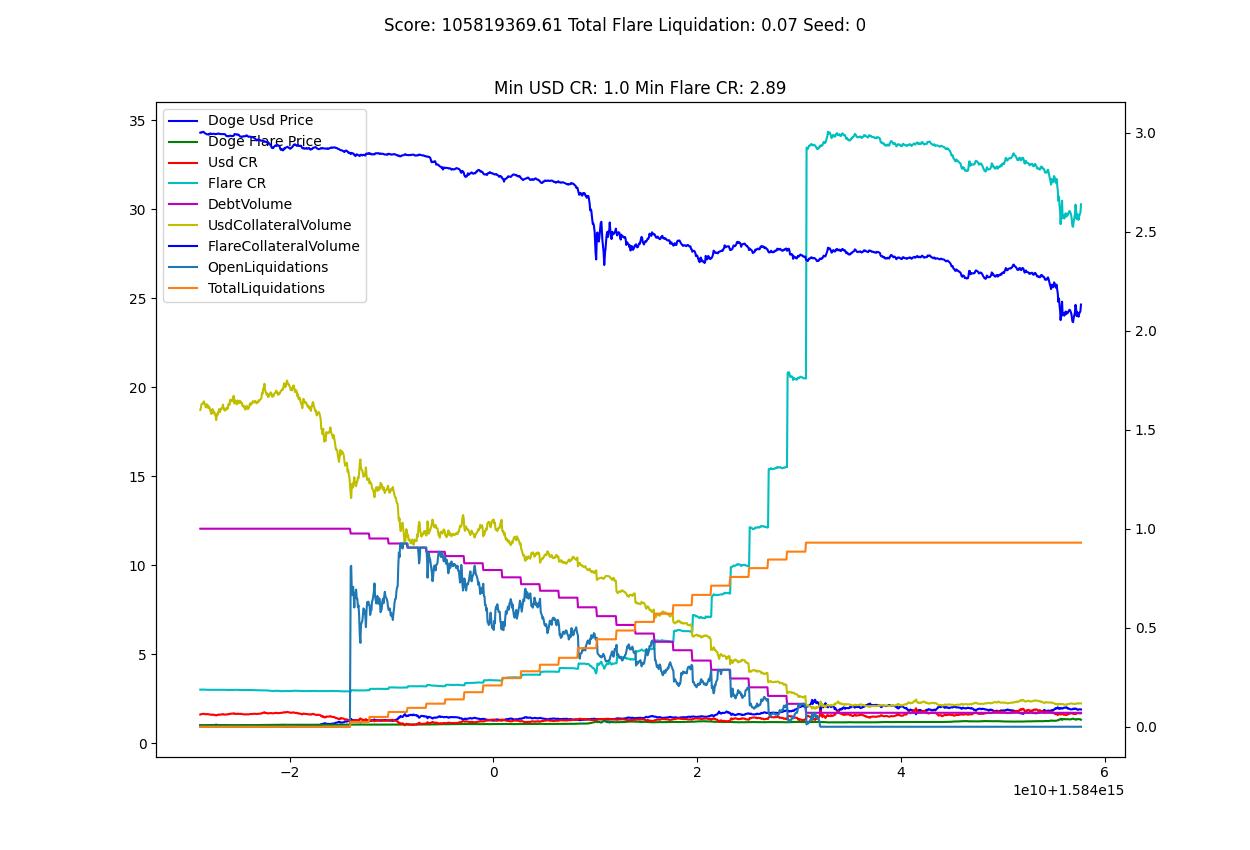 Score: 105819369.61 Total Flare Liquidation: 0.07 Seed: 0
Min USD CR: 1.0 Min Flare CR: 2.89
35
30
25
20
15
10
5
0
Doge Usd Price
Doge Flare Price
Usd CR
Flare CR
DebtVolume
UsdCollateralVolume
FlareCollateralVolume
OpenLiquidations
TotalLiquidations
3.0
2.5
2.0
1.5
1.0
0.5
0.0
−2 0 2 4 6
1e10+1.584e15